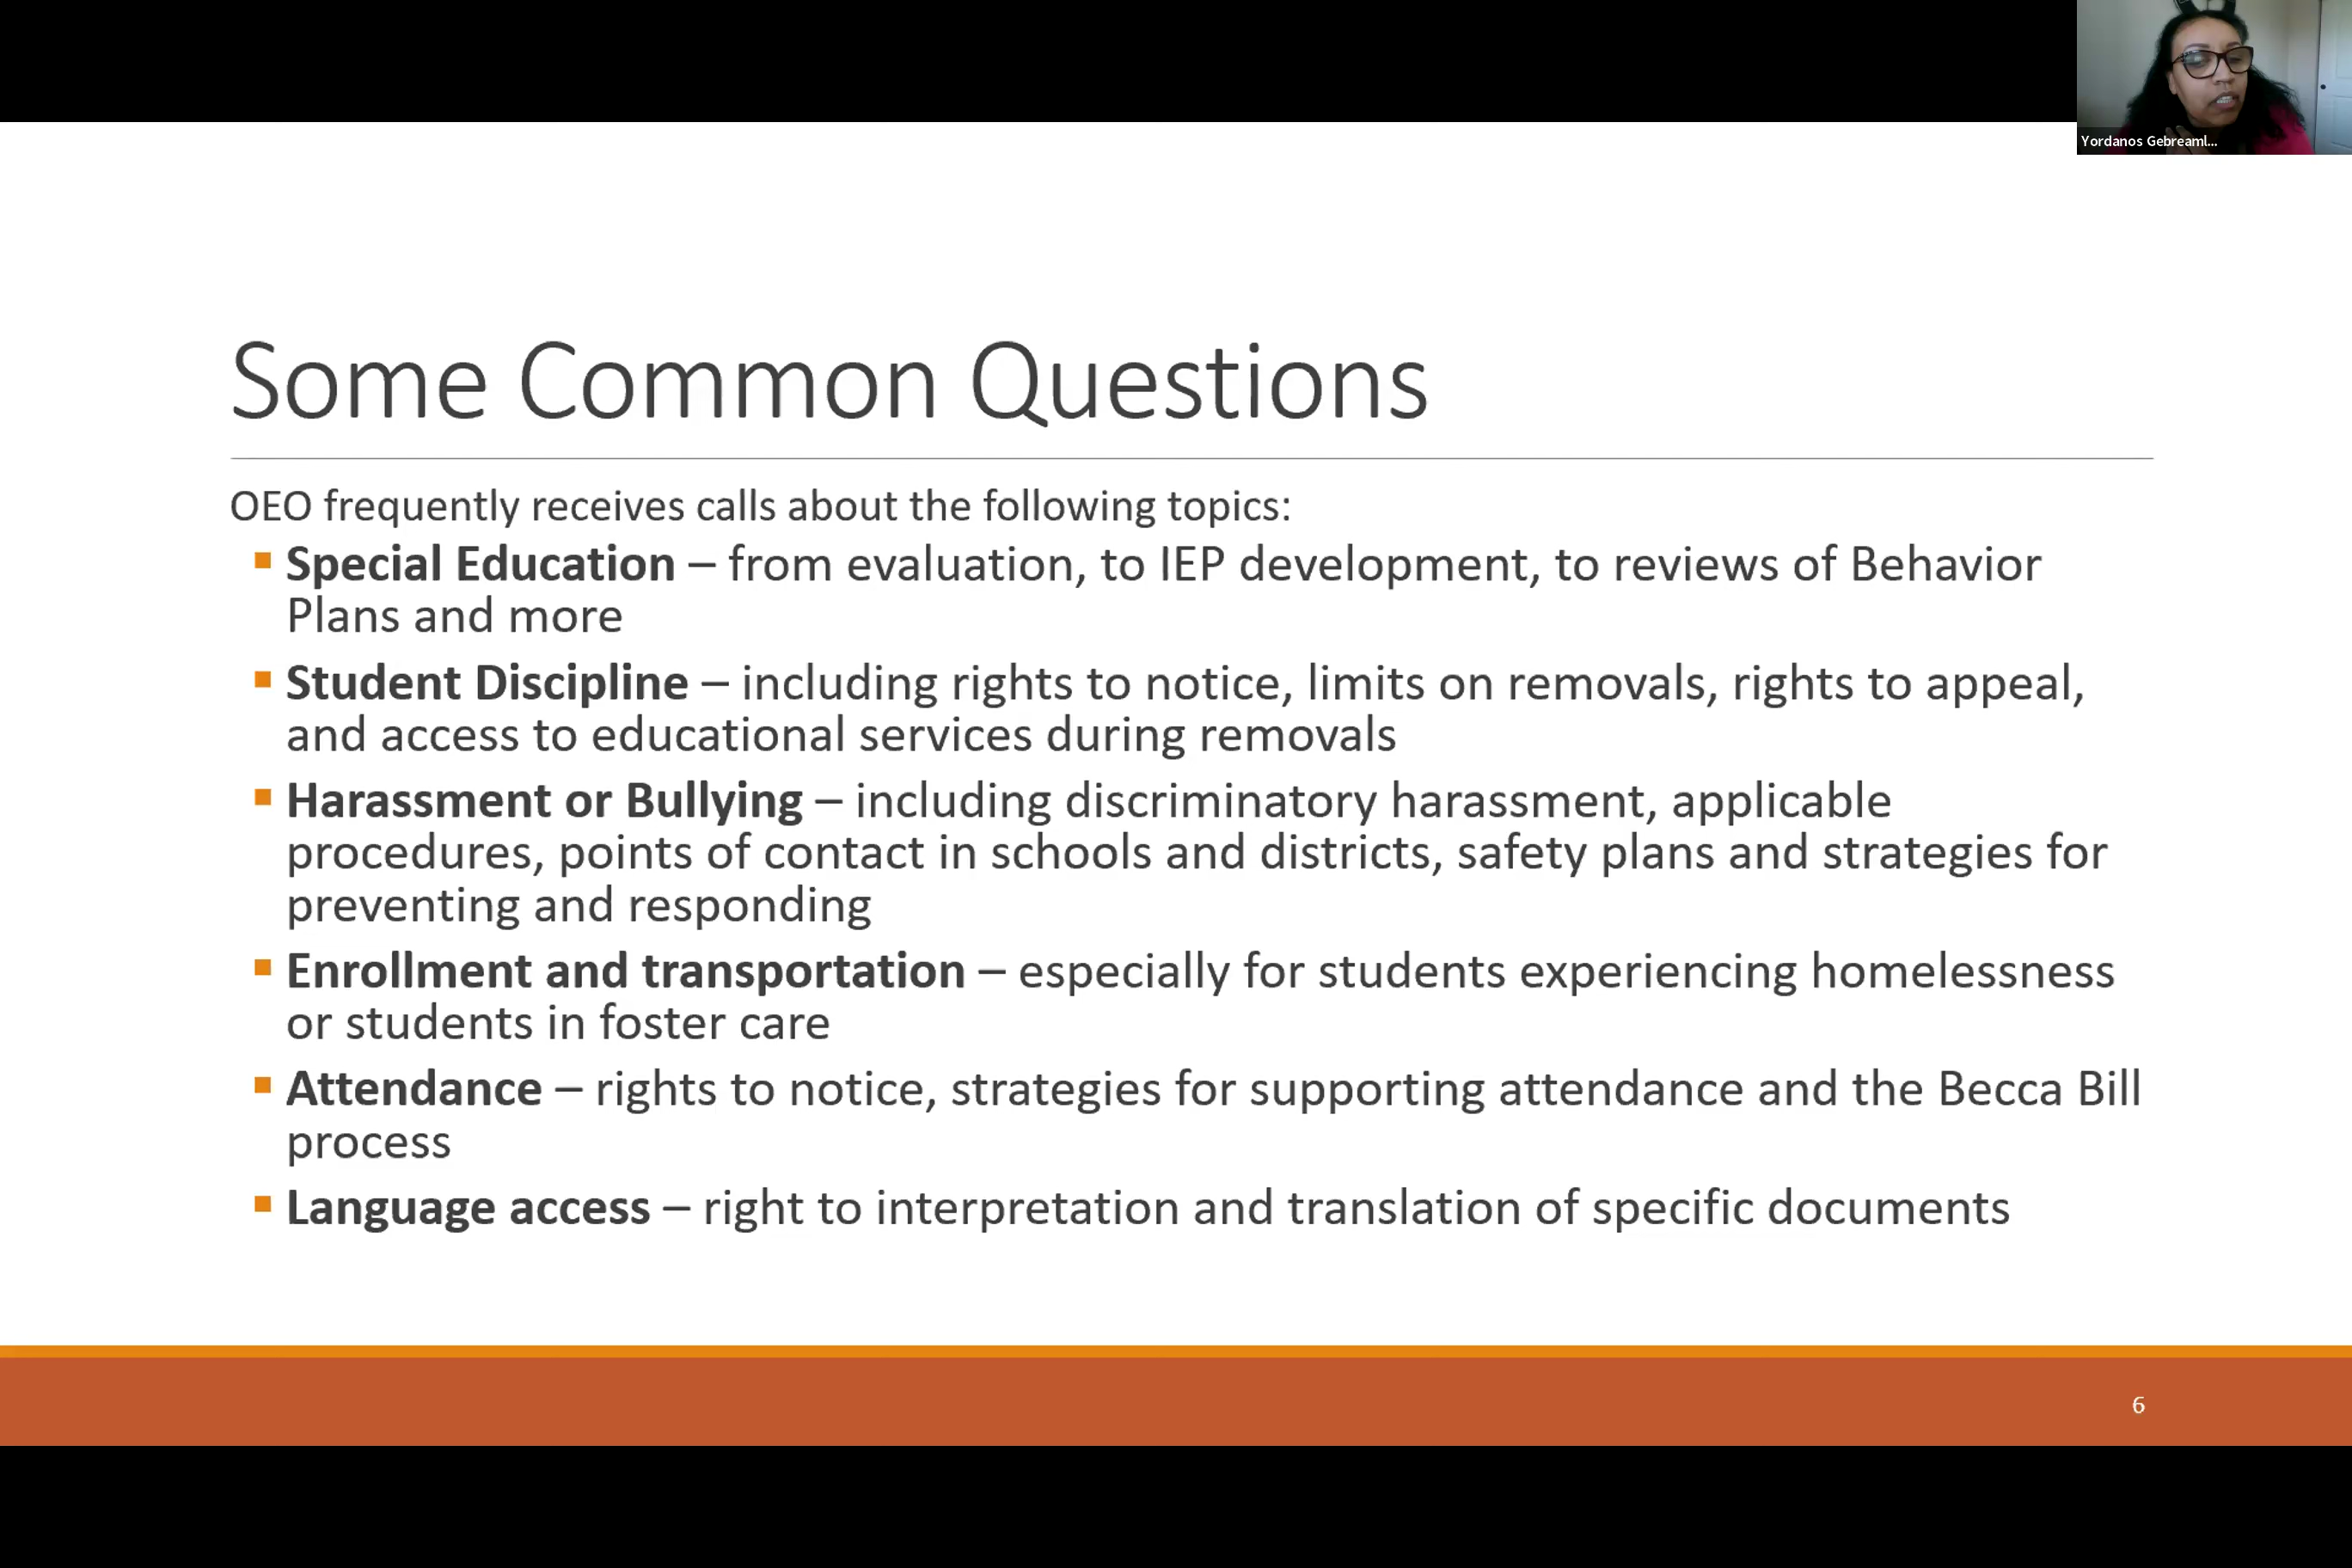 Yordanos Gebreaml...
Some Common Questions
OEO frequently receives calls about the following topics:
▪ Special Education – from evaluation, to IEP development, to reviews of Behavior
Plans and more
▪ Student Discipline – including rights to notice, limits on removals, rights to appeal,
and access to educational services during removals
▪ Harassment or Bullying – including discriminatory harassment, applicable
procedures, points of contact in schools and districts, safety plans and strategies for
preventing and responding
▪ Enrollment and transportation – especially for students experiencing homelessness
or students in foster care
▪ Attendance – rights to notice, strategies for supporting attendance and the Becca Bill
process
▪ Language access – right to interpretation and translation of specific documents
6